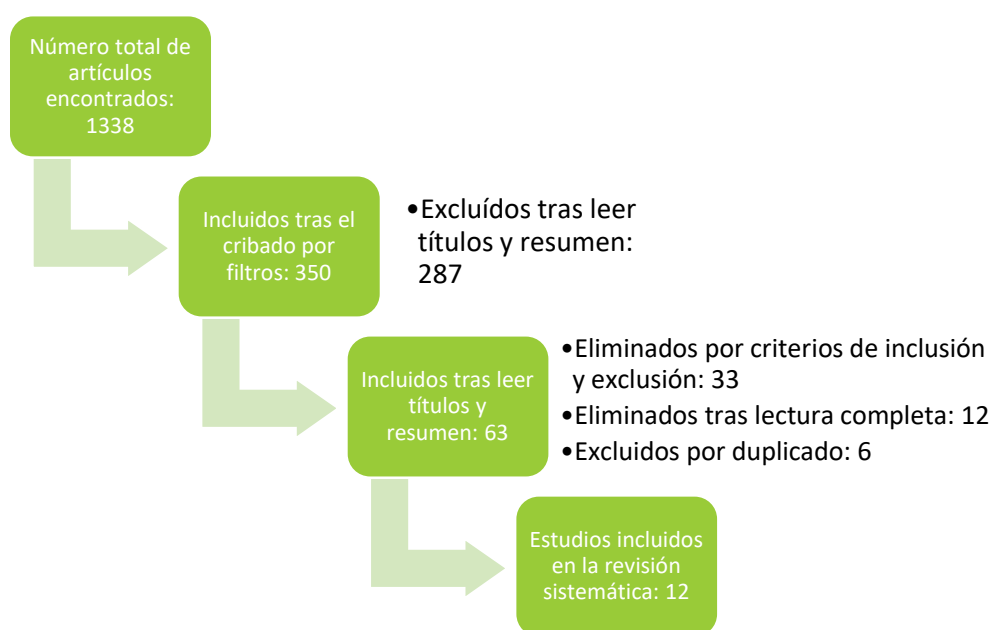 Número total de
artículos
encontrados:
1338
Incluidos tras el
cribado por
filtros: 350
•Excluídos tras leer
títulos y resumen:
287
Incluidos tras leer
títulos y
resumen: 63
•Eliminados por criterios de inclusión
y exclusión: 33
•Eliminados tras lectura completa: 12
•Excluidos por duplicado: 6
Estudios incluidos
en la revisión
sistemática: 12